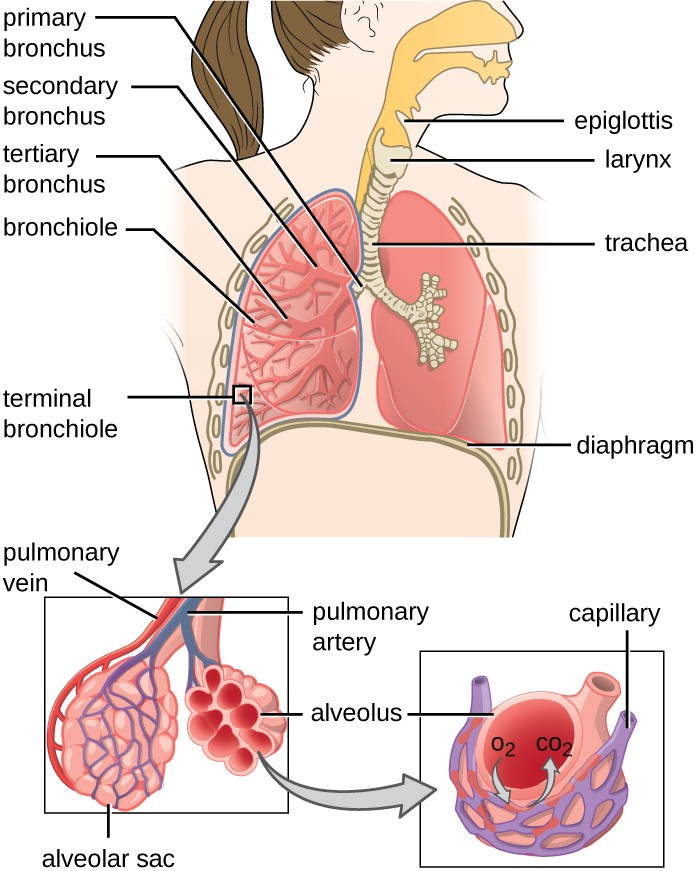 primary
bronchus
secondary
bronchus
tertiary
bronchus
bronchiole
epiglottis
larynx
trachea
terminal
bronchiole
diaphragm
pulmonary
vein
pulmonary
artery
capillary
alveolus
O2
CO2
alveolar sac